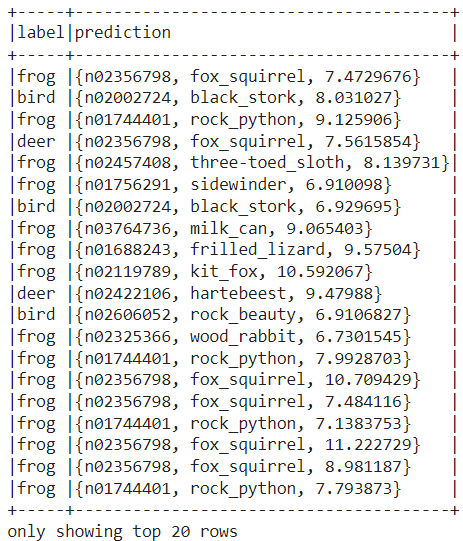 +-----+------------------------------------+
|label|prediction                          |
+-----+------------------------------------+
|frog |{n02356798, fox_squirrel, 7.4729676}   |
|bird |{n02002724, black_stork, 8.031027}     |
|frog |{n01744401, rock_python, 9.125906}     |
|deer |{n02356798, fox_squirrel, 7.5615854}   |
|frog |{n02457408, three-toed_sloth, 8.139731}|
|frog |{n01756291, sidewinder, 6.910098}      |
|bird |{n02002724, black_stork, 6.929695}     |
|frog |{n03764736, milk_can, 9.065403}        |
|frog |{n01688243, frilled_lizard, 9.57504}   |
|frog |{n02119789, kit_fox, 10.592067}        |
|deer |{n02422106, hartebeest, 9.47988}       |
|bird |{n02606052, rock_beauty, 6.9106827}    |
|frog |{n02325366, wood_rabbit, 6.7301545}    |
|frog |{n01744401, rock_python, 7.9928703}    |
|frog |{n02356798, fox_squirrel, 10.709429}   |
|frog |{n02356798, fox_squirrel, 7.484116}    |
|frog |{n01744401, rock_python, 7.1383753}    |
|frog |{n02356798, fox_squirrel, 11.222729}   |
|frog |{n02356798, fox_squirrel, 8.981187}    |
|frog |{n01744401, rock_python, 7.793873}     |
+-----+------------------------------------+
only showing top 20 rows